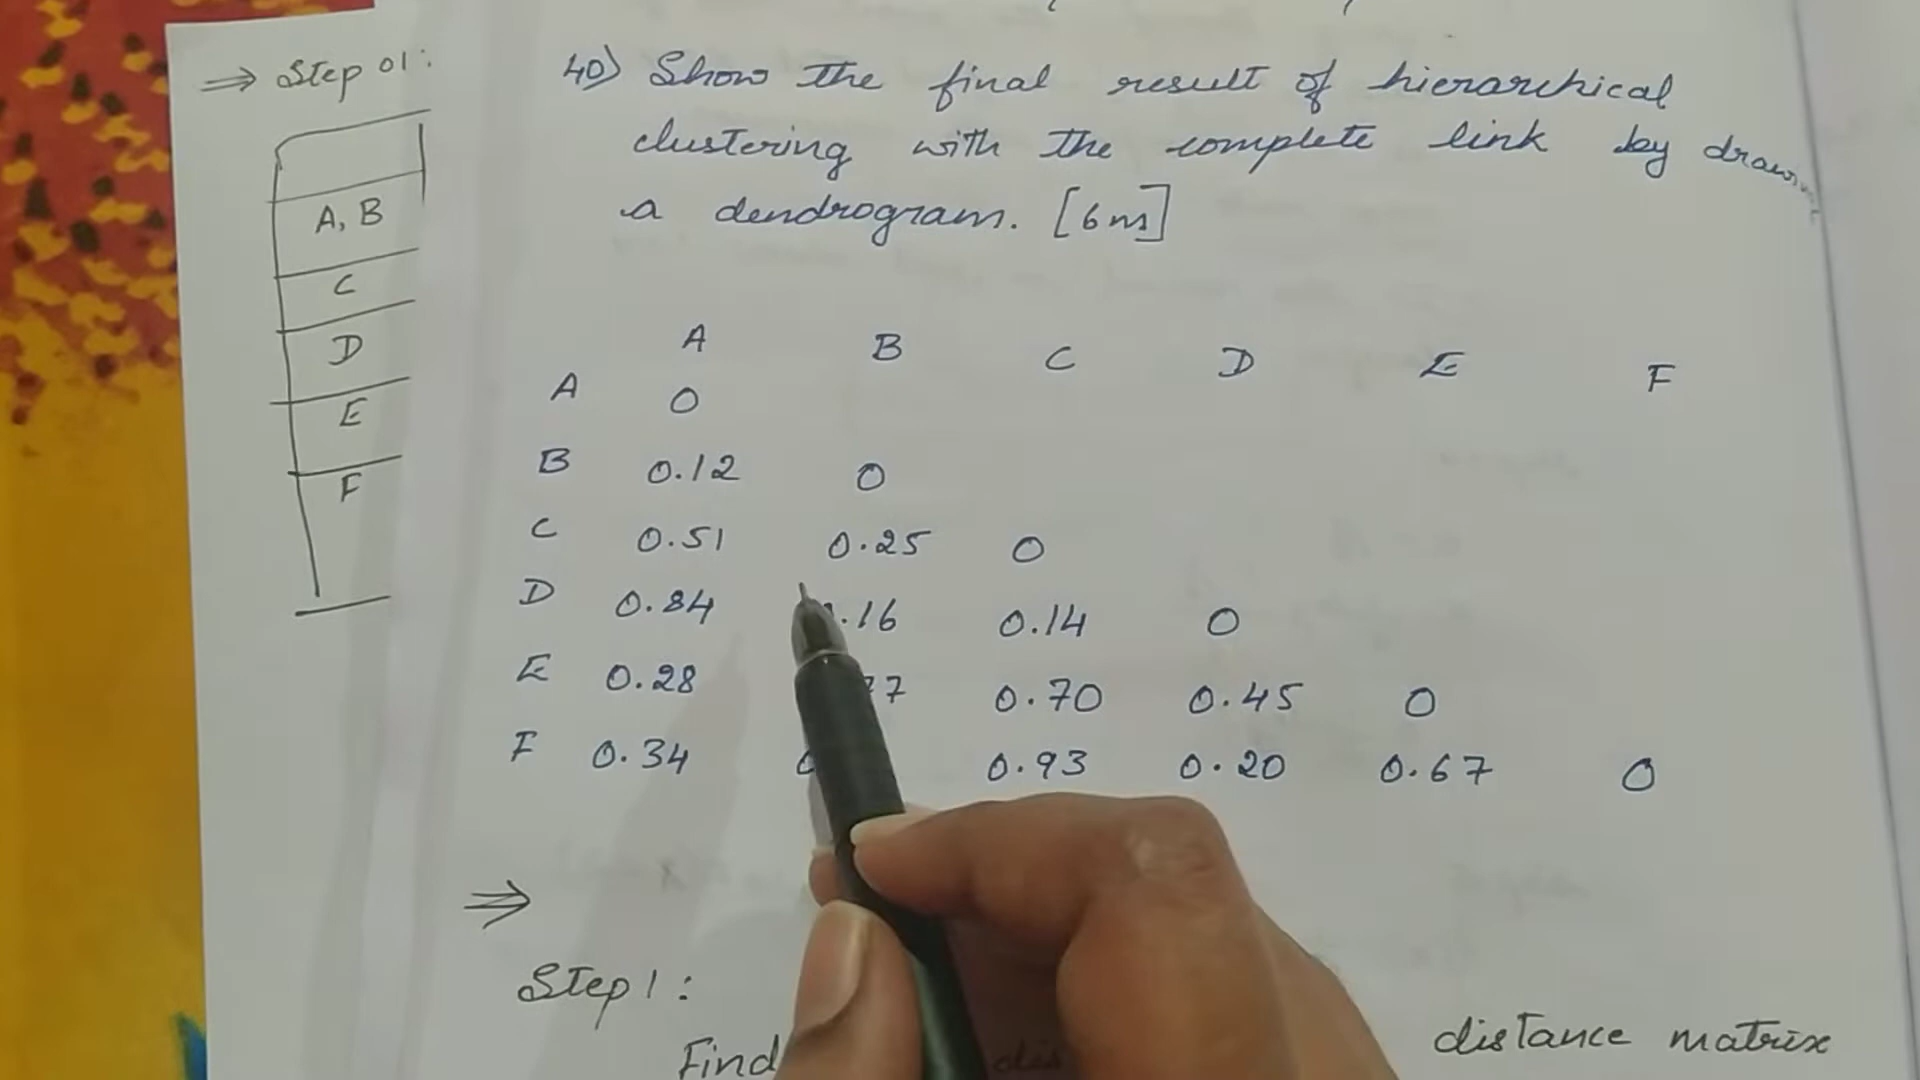 ⇒ Step 01:
A, B
C
D
E
F
40) Show the final result of hierarchical
clustering with the complete link by
a dendrogram. [6m]
A B C D E F
A 0
B 0.12 0
C 0.51 0.25 0
D 0.84 .16 0.14 0
E 0.28 7 0.70 0.45 0
F 0.34 0.93 0.20 0.67 0
⇒
Step 1:
Find distance matrix